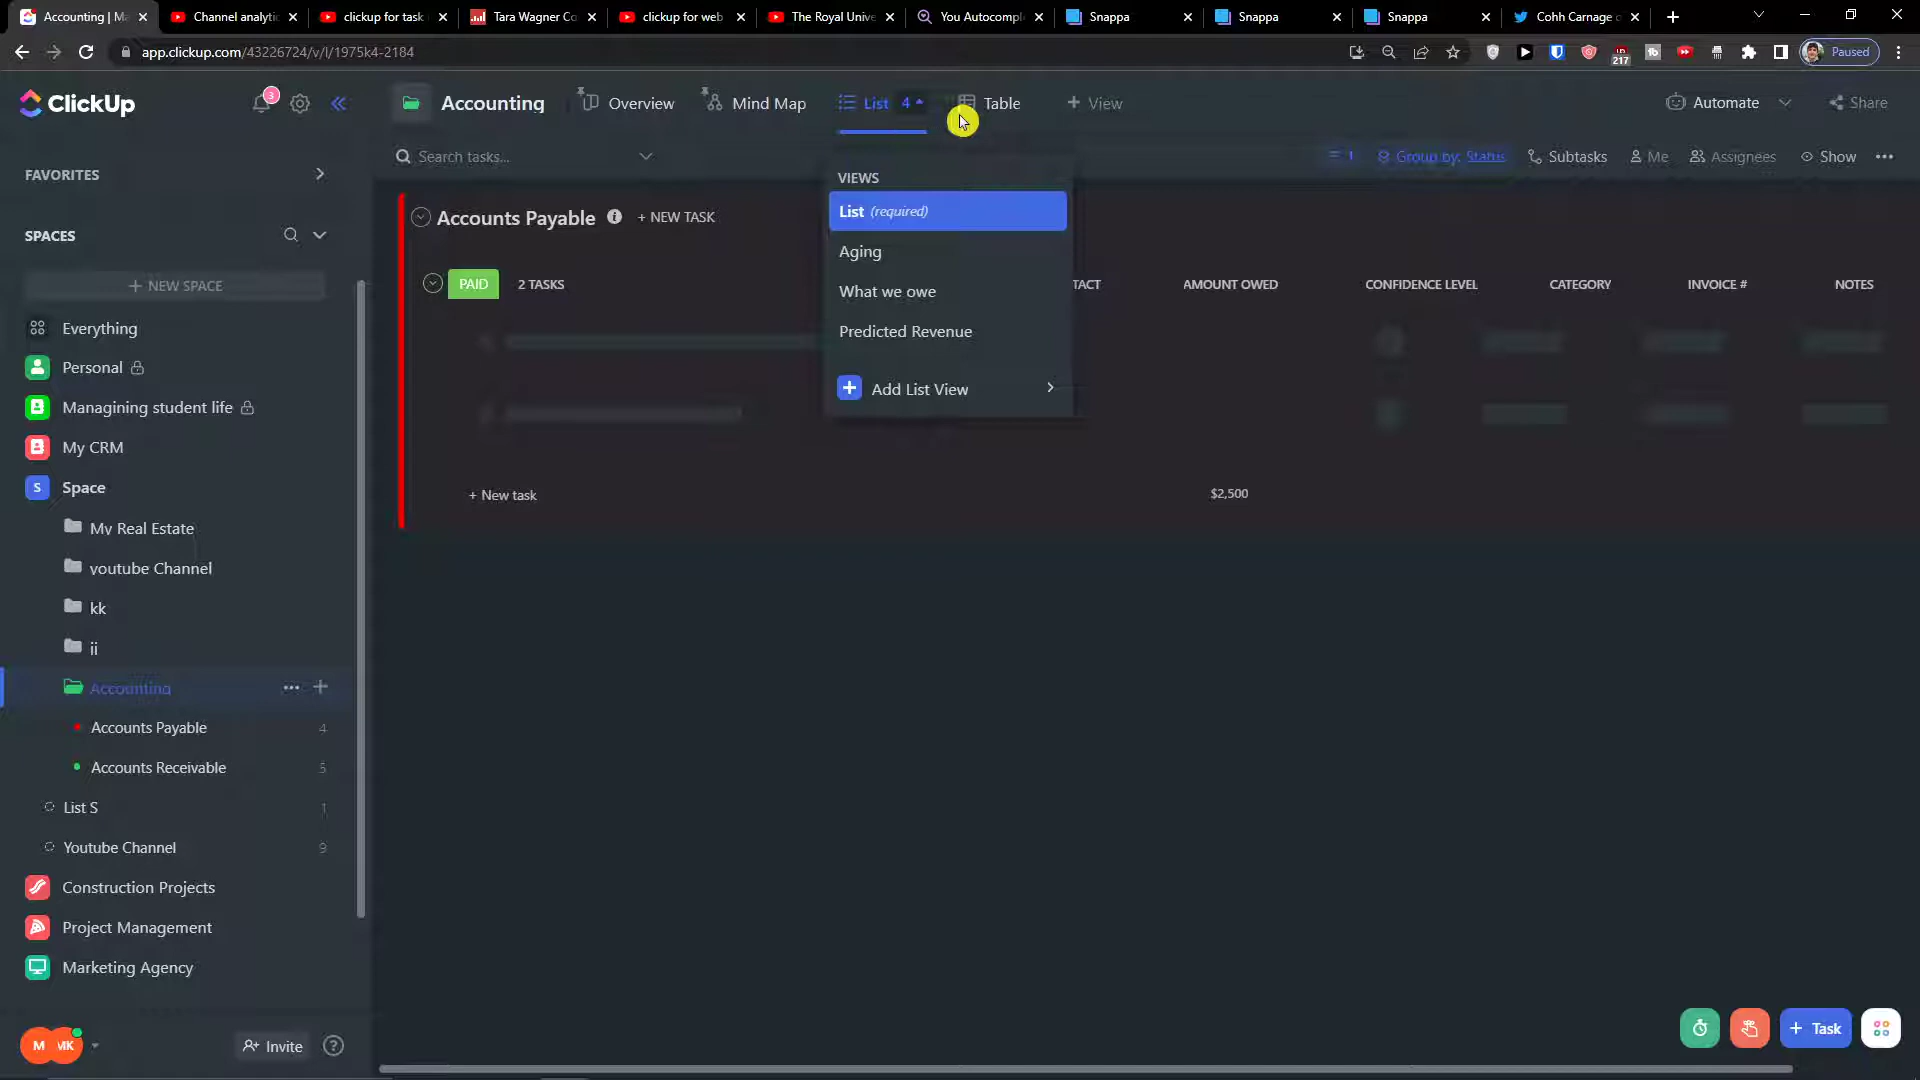 Accounting | M
Channel analytic
clickup for task
Tara Wagner Co
clickup for web
The Royal Unive
You Autocompl
Snappa
Snappa
Snappa
Cohh Carnage
app.clickup.com/43226724/v/l/1975k4-2184
217
Paused
ClickUp
3
Accounting
Overview
Mind Map
List 4
Table
+ View
Automate
Share
Search tasks...
1
Group by: Status
Subtasks
Me
Assignees
Show
FAVORITES
SPACES
+ NEW SPACE
Everything
Personal
Managining student life
My CRM
S Space
My Real Estate
youtube Channel
kk
ii
Accounting
Accounts Payable 4
Accounts Receivable 5
List S 1
Youtube Channel 9
Construction Projects
Project Management
Marketing Agency
M MK
Invite
Accounts Payable + NEW TASK
PAID 2 TASKS
TACT AMOUNT OWED CONFIDENCE LEVEL CATEGORY INVOICE # NOTES
+ New task
$2,500
VIEWS
List (required)
Aging
What we owe
Predicted Revenue
Add List View
+ Task